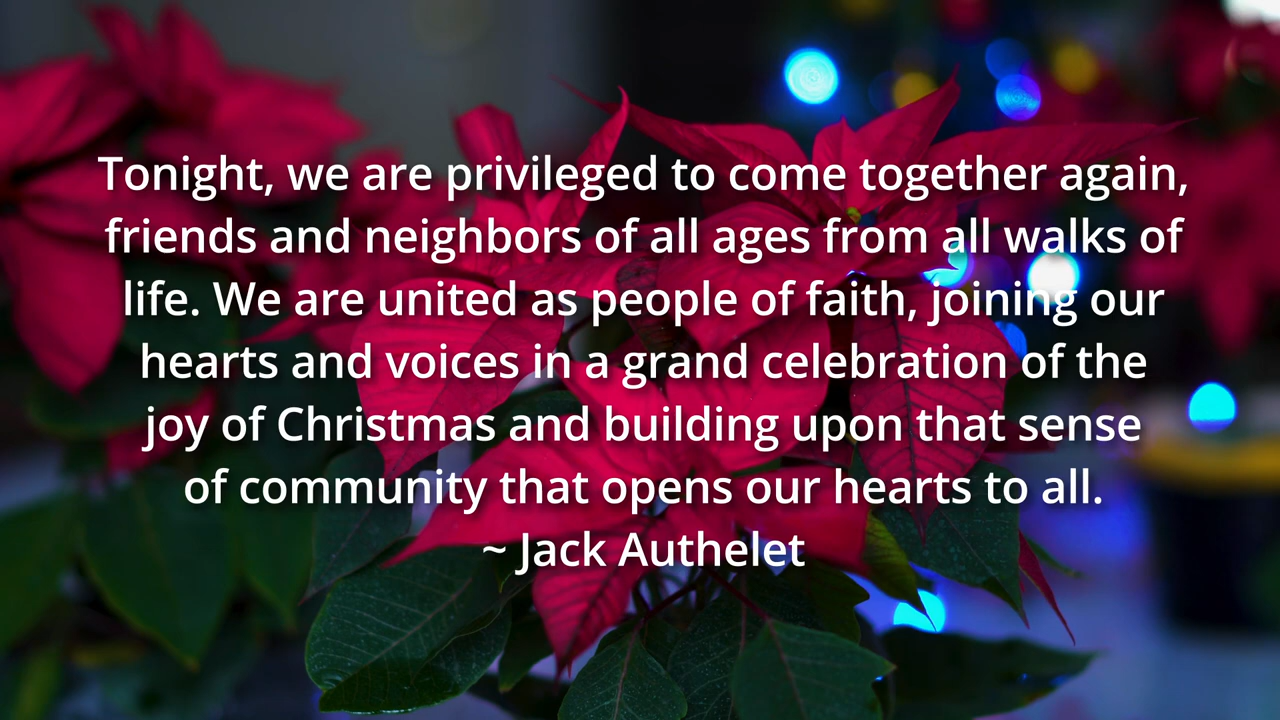 Tonight, we are privileged to come together again,
friends and neighbors of all ages from all walks of
life. We are united as people of faith, joining our
hearts and voices in a grand celebration of the
joy of Christmas and building upon that sense
of community that opens our hearts to all.
~ Jack Authelet